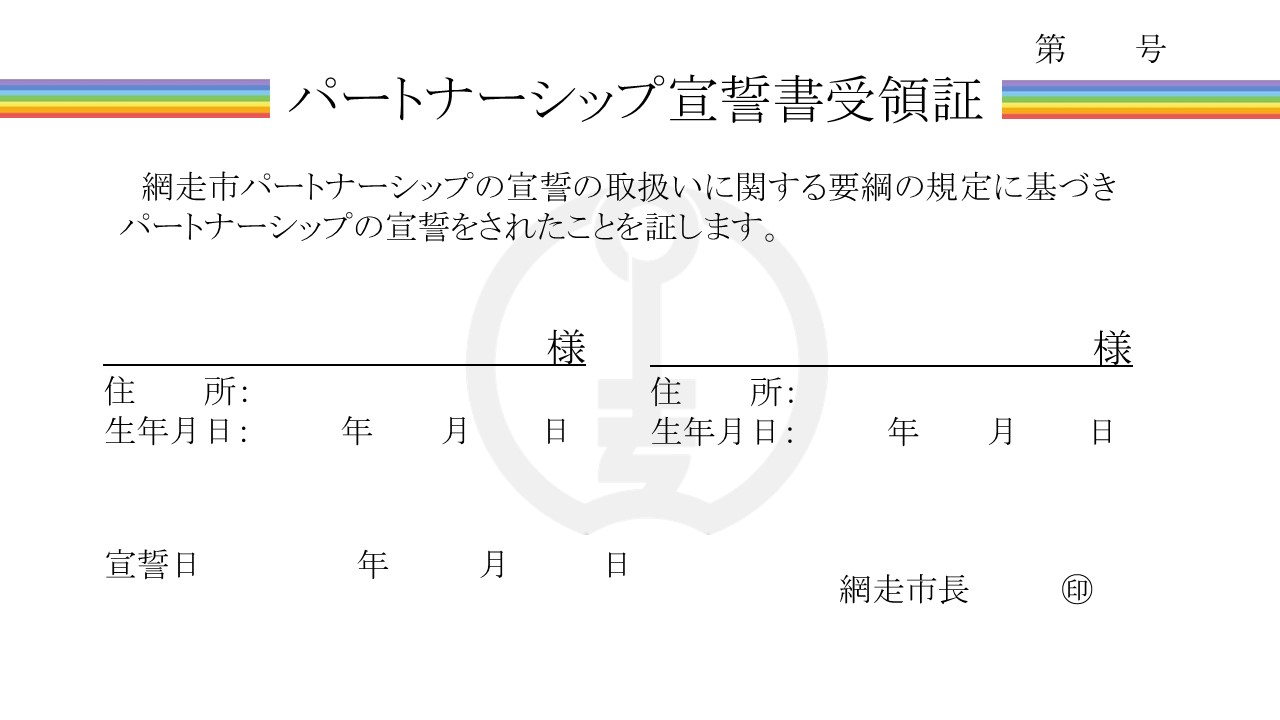 第　　号
パートナーシップ宣誓書受領証
網走市パートナーシップの宣誓の取扱いに関する要綱の規定に基づき
パートナーシップの宣誓をされたことを証します。
様　様
住　　所：　住　　所：
生年月日：　　年　　月　　日　生年月日：　　年　　月　　日
宣誓日　　年　　月　　日
網走市長　　㊞